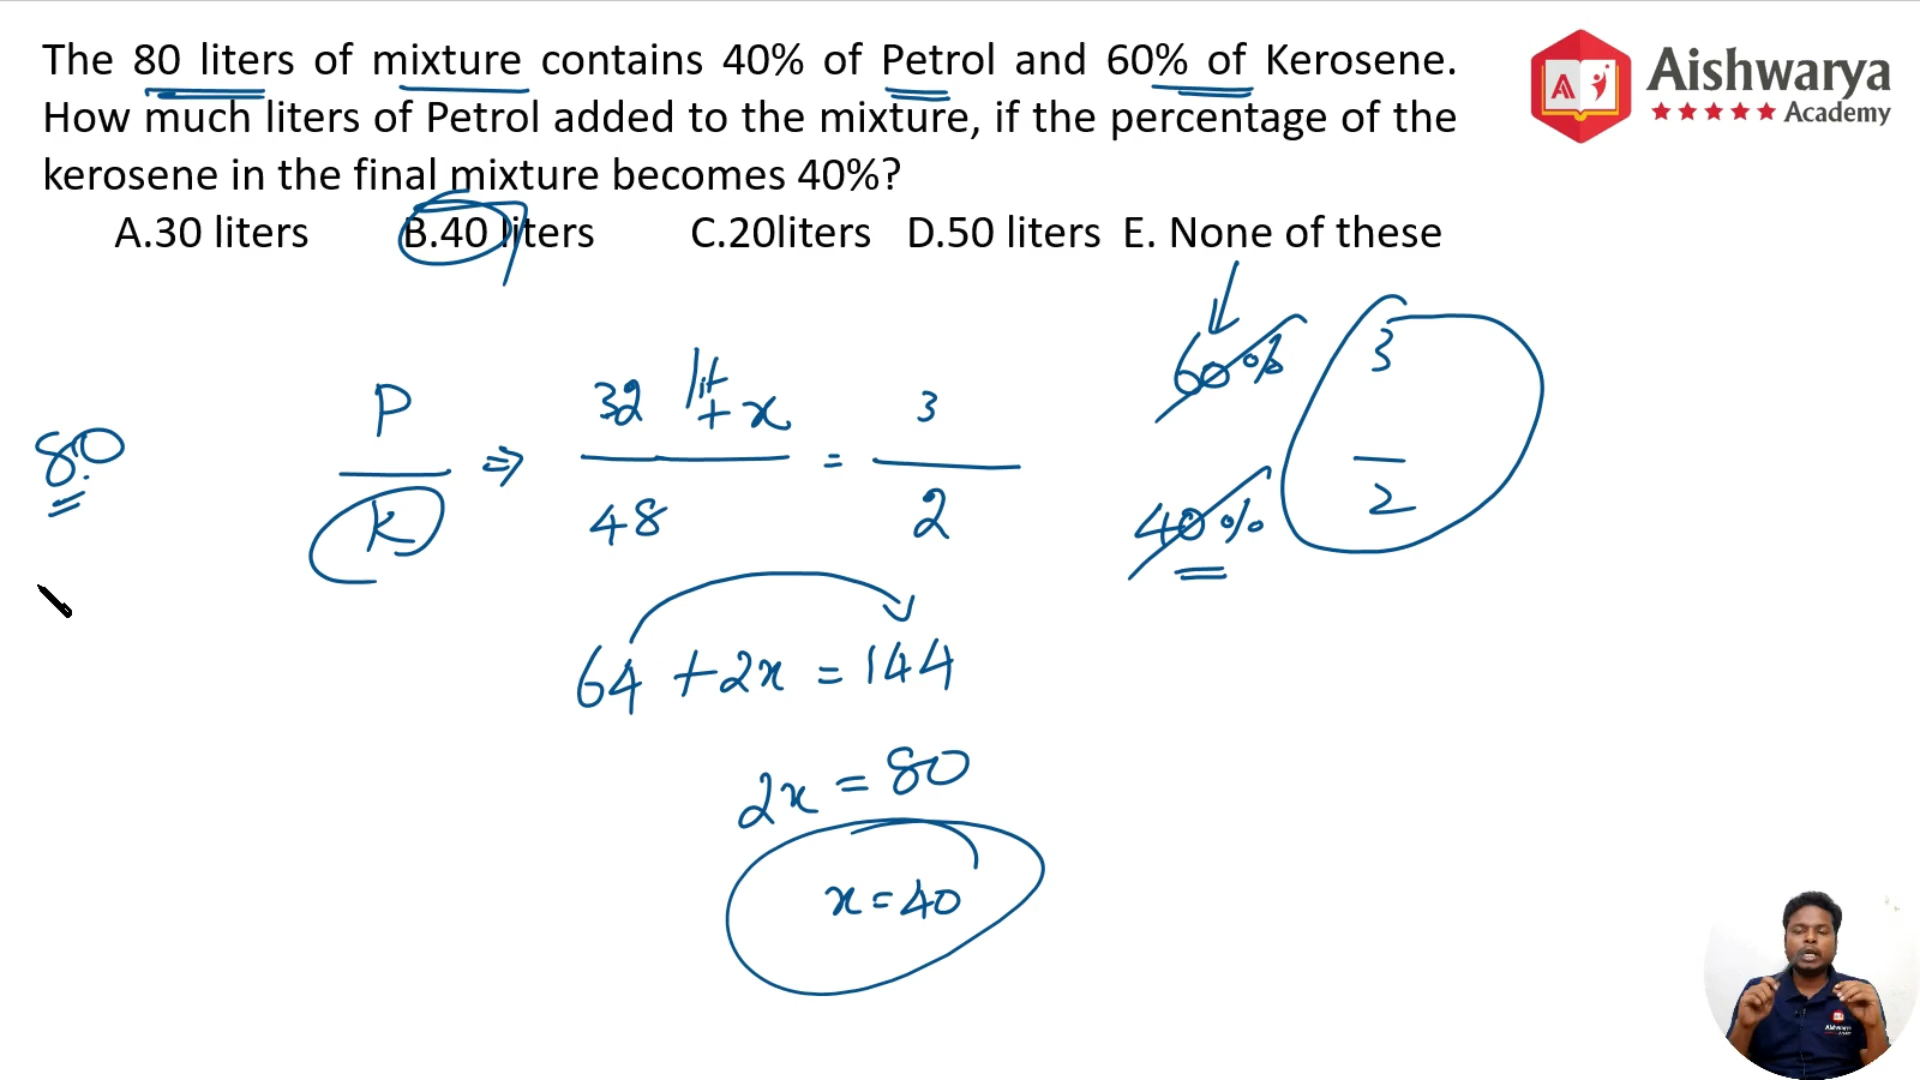 The 80 liters of mixture contains 40% of Petrol and 60% of Kerosene.
How much liters of Petrol added to the mixture, if the percentage of the
kerosene in the final mixture becomes 40%?
A.30 liters B.40 liters C.20liters D.50 liters E. None of these
Aishwarya
Academy
80
P
K
⇒
32 lit + x
48
=
3
2
60%
40%
3
2
64 + 2x = 144
2x = 80
x = 40